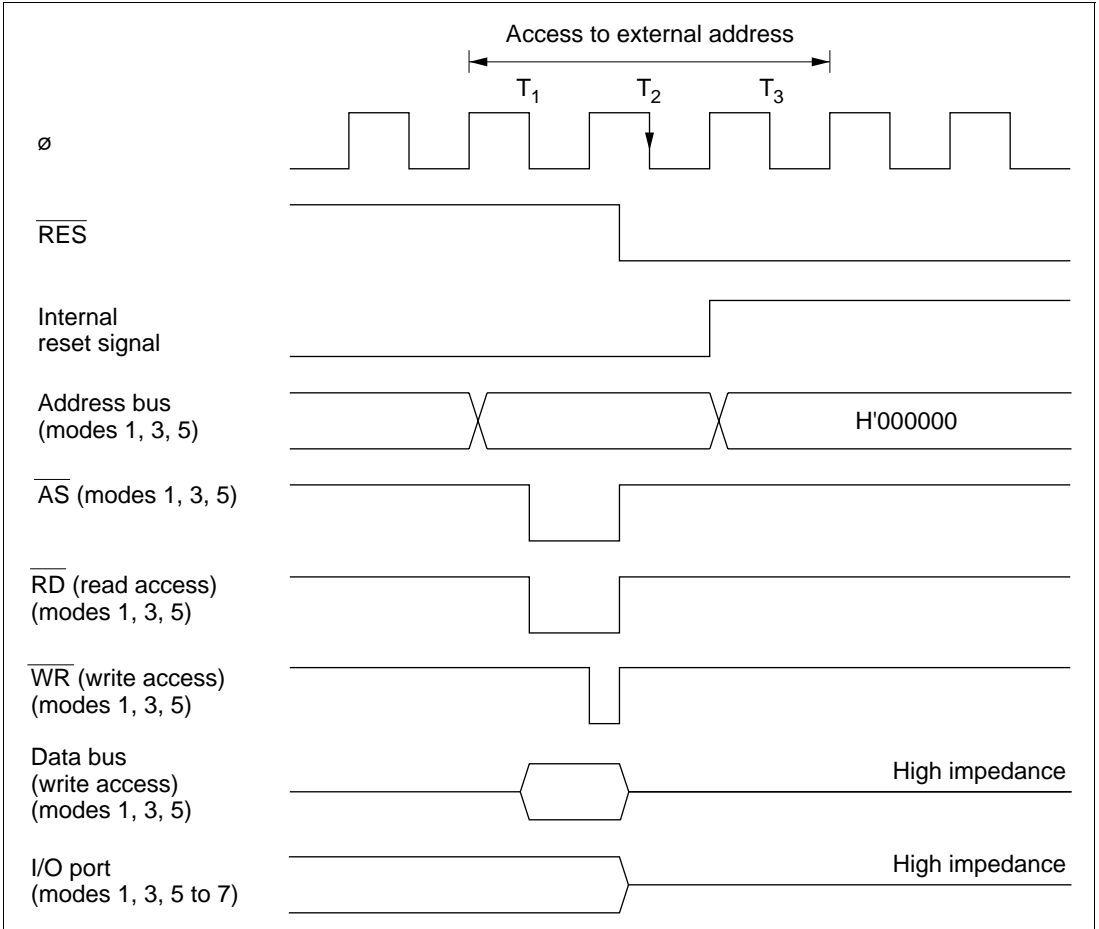 Access to external address
T1 T2 T3
ø
RES
Internal
reset signal
Address bus
(modes 1, 3, 5)
H'000000
AS (modes 1, 3, 5)
RD (read access)
(modes 1, 3, 5)
WR (write access)
(modes 1, 3, 5)
Data bus
(write access)
(modes 1, 3, 5)
High impedance
I/O port
(modes 1, 3, 5 to 7)
High impedance